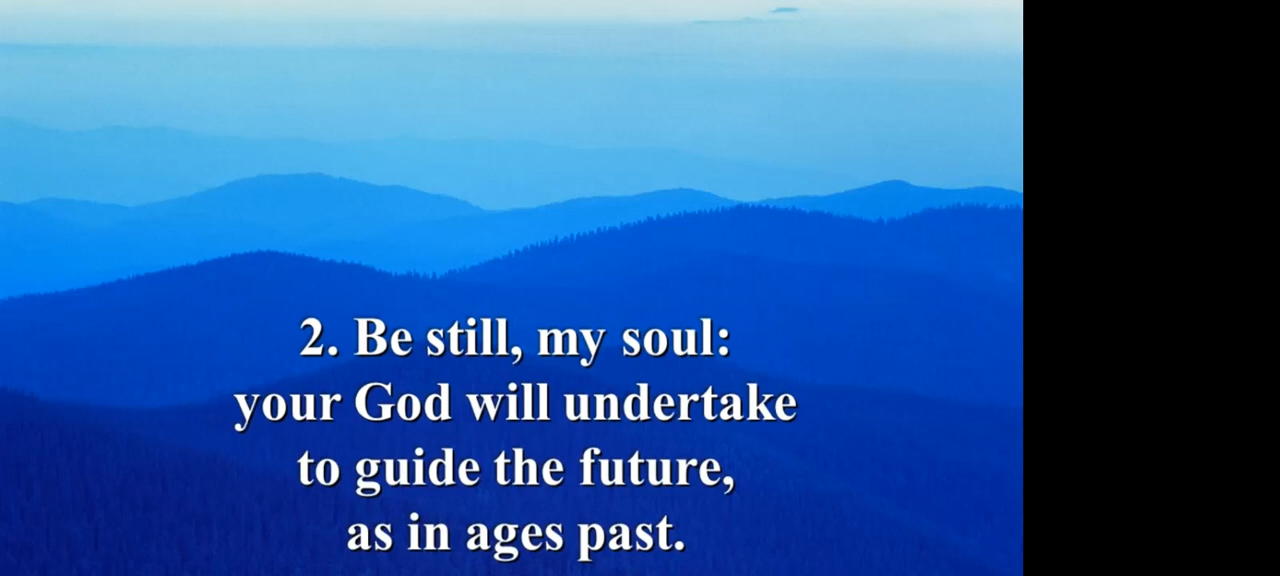 2. Be still, my soul:
your God will undertake
to guide the future,
as in ages past.